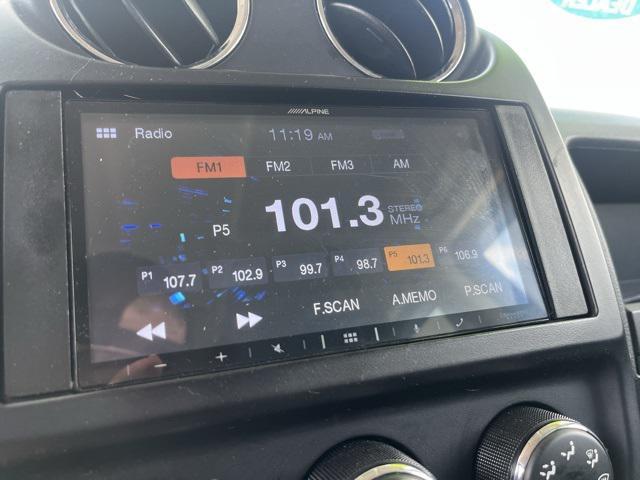 ALPINE
Radio 11:19 AM
FM1 FM2 FM3 AM
P5 101.3 STEREO MHz
P1 107.7 P2 102.9 P3 99.7 P4 98.7 P5 101.3 P6 106.9
F.SCAN A.MEMO P.SCAN